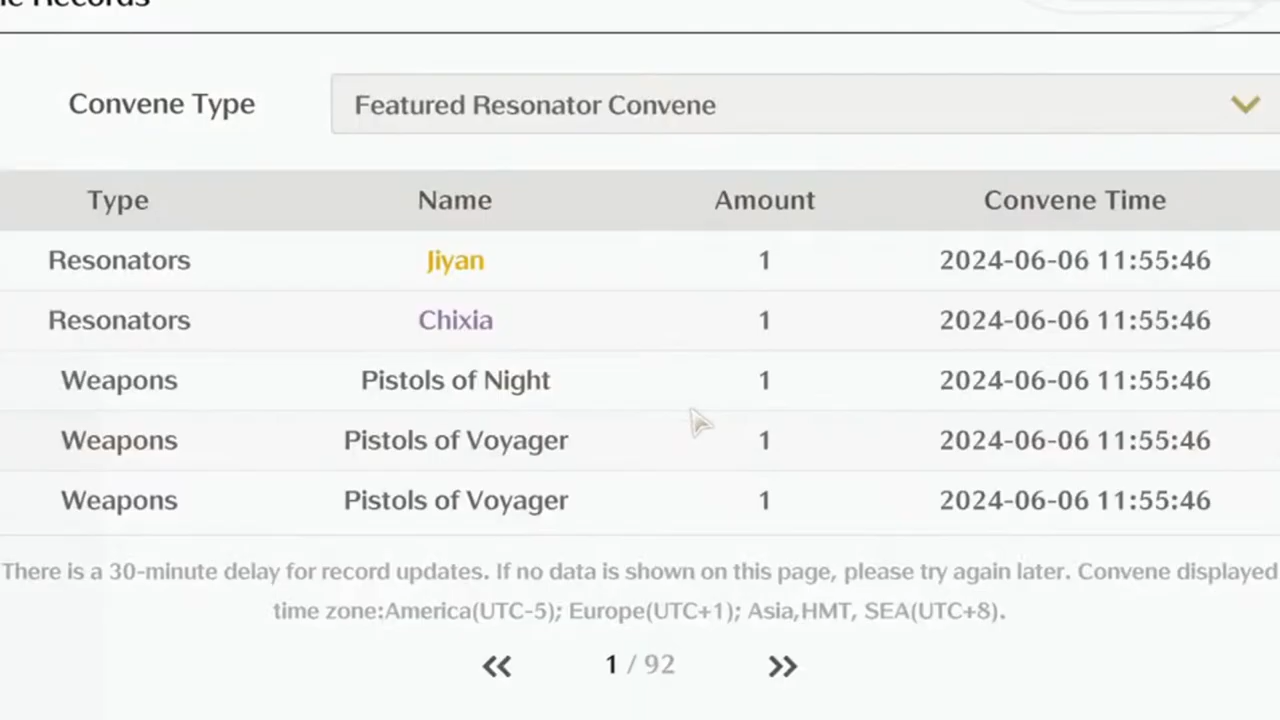 ne Records
Convene Type Featured Resonator Convene
Type Name Amount Convene Time
Resonators Jiyan 1 2024-06-06 11:55:46
Resonators Chixia 1 2024-06-06 11:55:46
Weapons Pistols of Night 1 2024-06-06 11:55:46
Weapons Pistols of Voyager 1 2024-06-06 11:55:46
Weapons Pistols of Voyager 1 2024-06-06 11:55:46
There is a 30-minute delay for record updates. If no data is shown on this page, please try again later. Convene displayed
time zone:America(UTC-5); Europe(UTC+1); Asia,HMT, SEA(UTC+8).
1 / 92